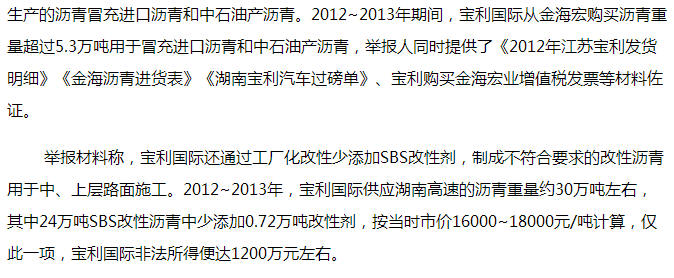 生产的沥青冒充进口沥青和中石油产沥青。2012~2013年期间，宝利国际从金海宏购买沥青重
量超过5.3万吨用于冒充进口沥青和中石油产沥青，举报人同时提供了《2012年江苏宝利发货
明细》《金海沥青进货表》《湖南宝利汽车过磅单》、宝利购买金海宏业增值税发票等材料佐
证。
举报材料称，宝利国际还通过工厂化改性少添加SBS改性剂，制成不符合要求的改性沥青
用于中、上层路面施工。2012~2013年，宝利国际供应湖南高速的沥青重量约30万吨左右，
其中24万吨SBS改性沥青中少添加0.72万吨改性剂，按当时市价16000~18000元/吨计算，仅
此一项，宝利国际非法所得便达1200万元左右。